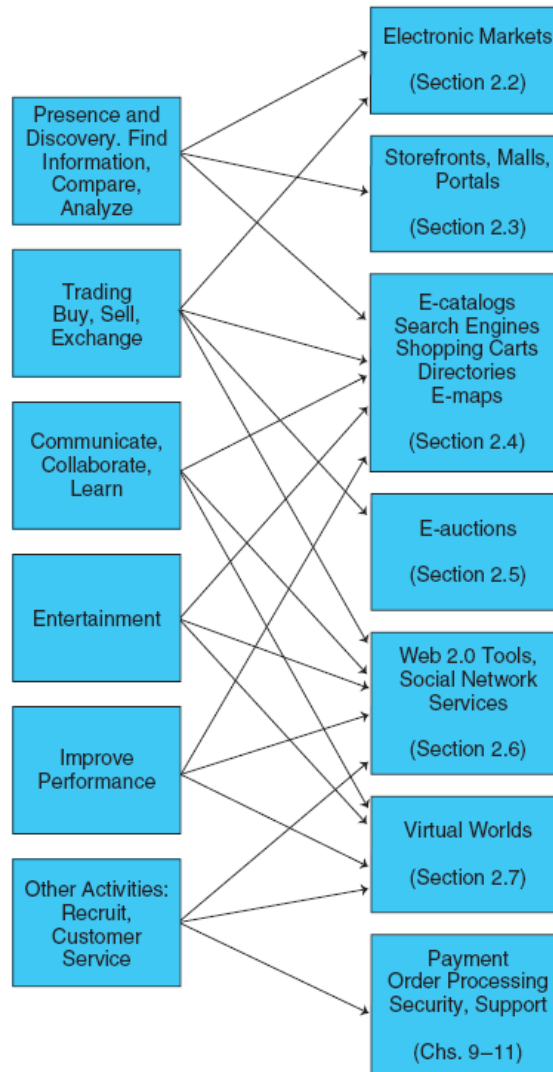 Presence and
Discovery. Find
Information,
Compare,
Analyze
Trading
Buy, Sell,
Exchange
Communicate,
Collaborate,
Learn
Entertainment
Improve
Performance
Other Activities:
Recruit,
Customer
Service
Electronic Markets
(Section 2.2)
Storefronts, Malls,
Portals
(Section 2.3)
E-catalogs
Search Engines
Shopping Carts
Directories
E-maps
(Section 2.4)
E-auctions
(Section 2.5)
Web 2.0 Tools,
Social Network
Services
(Section 2.6)
Virtual Worlds
(Section 2.7)
Payment
Order Processing
Security, Support
(Chs. 9–11)